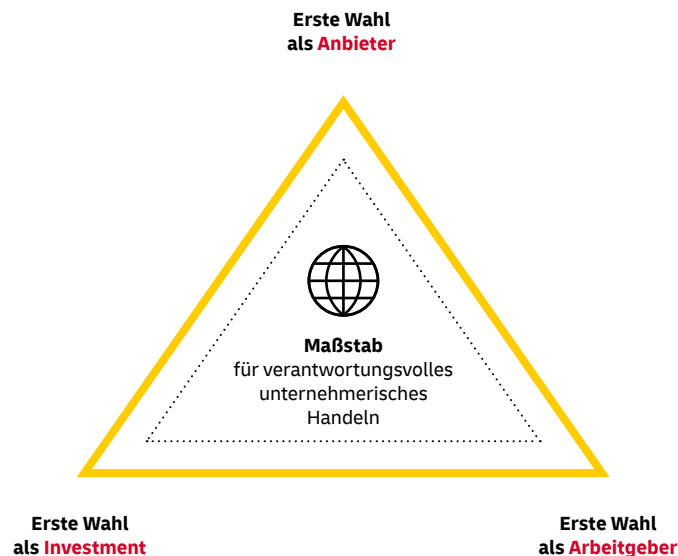 Erste Wahl
als Anbieter
Maßstab
für verantwortungsvolles
unternehmerisches
Handeln
Erste Wahl
als Investment
Erste Wahl
als Arbeitgeber